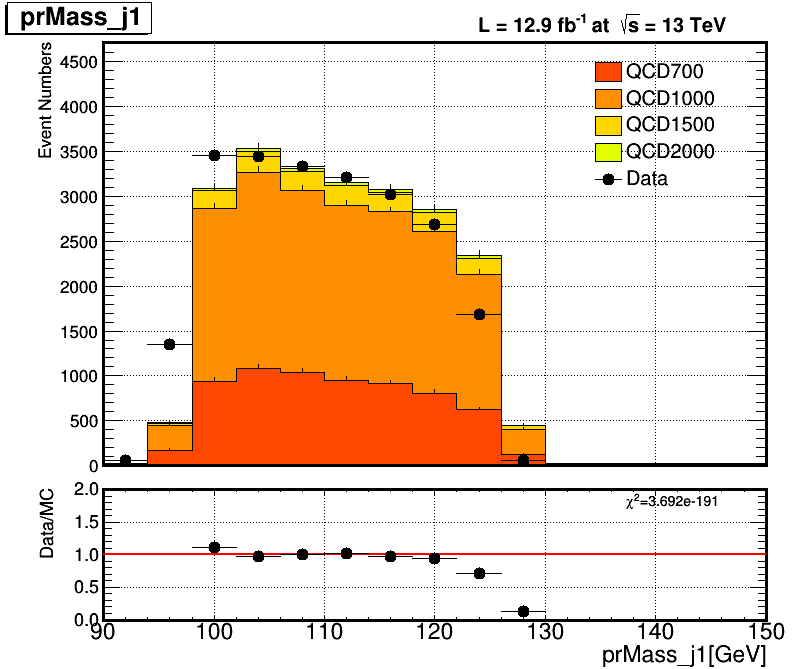 prMass_j1
L = 12.9 fb⁻¹ at √s = 13 TeV
Event Numbers
4500
4000
3500
3000
2500
2000
1500
1000
500
0
QCD700
QCD1000
QCD1500
QCD2000
Data
Data/MC
2.0
1.5
1.0
0.5
0.0
χ²=3.692e-191
90 100 110 120 130 140 150
prMass_j1[GeV]